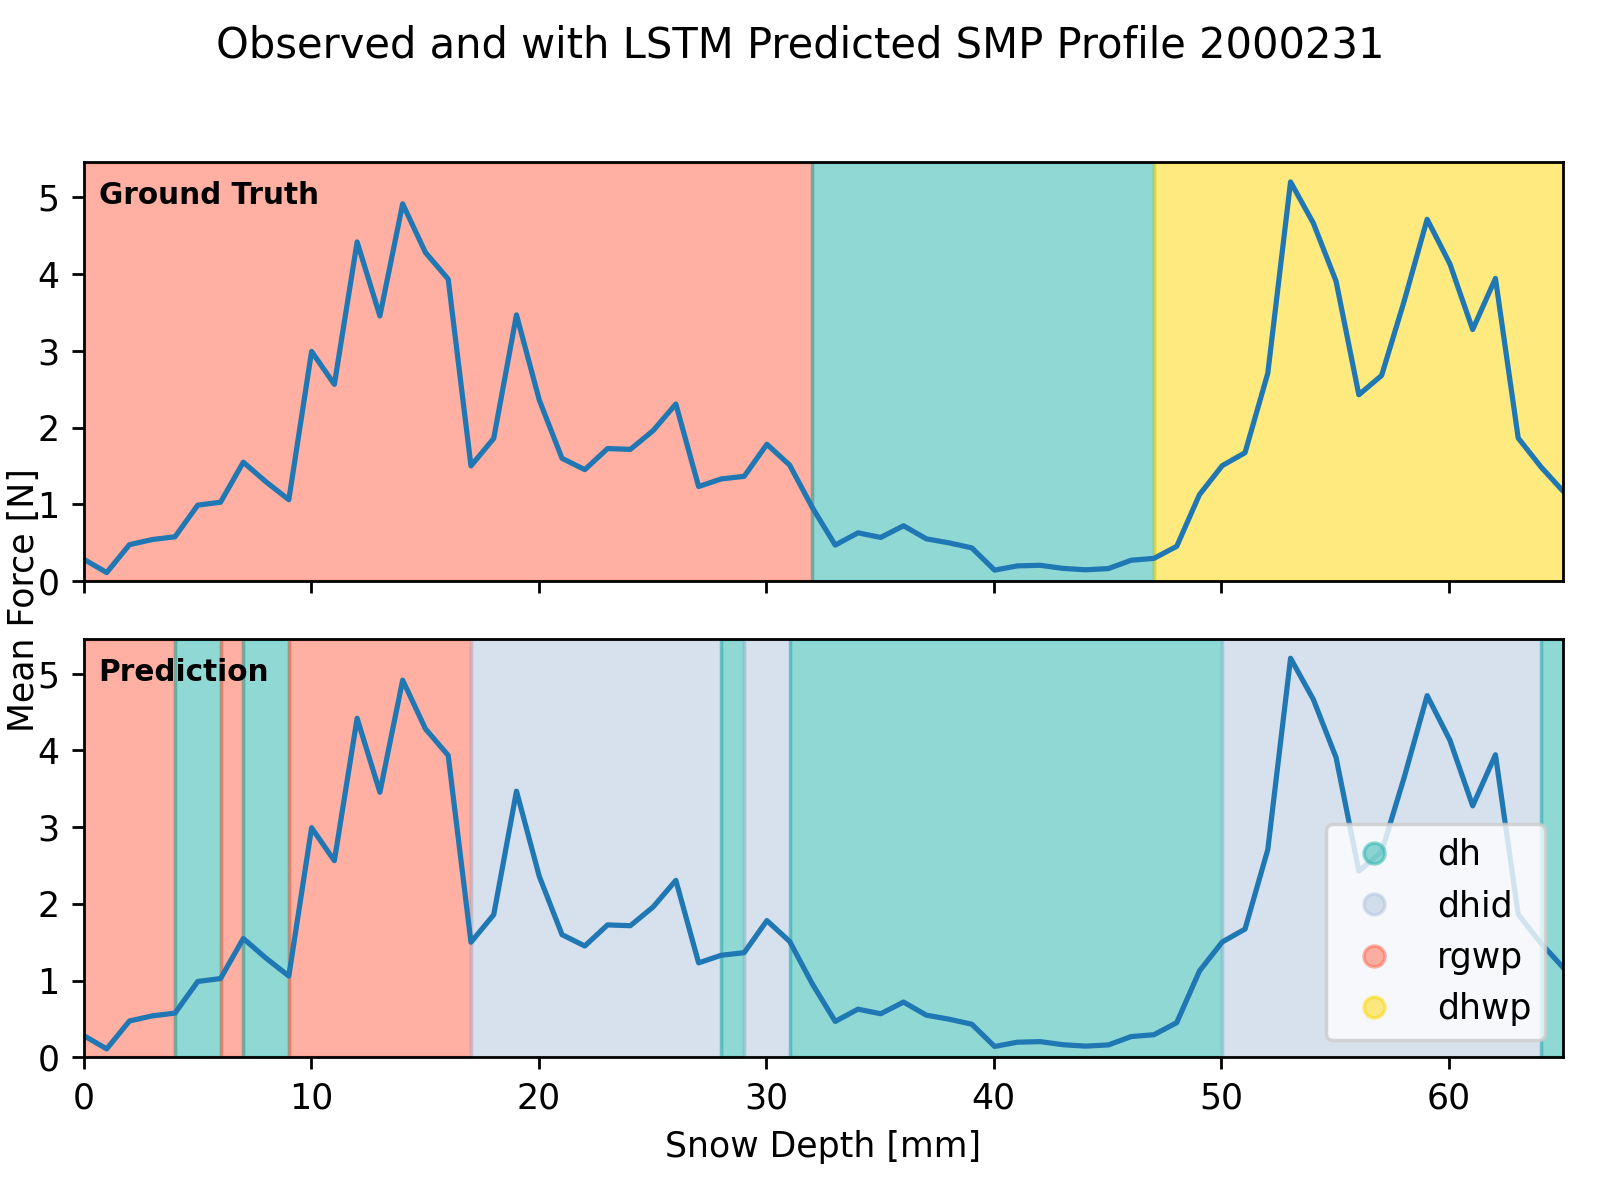 Observed and with LSTM Predicted SMP Profile 2000231
Ground Truth
5
4
3
2
1
0
Mean Force [N]
Prediction
5
4
3
2
1
0
dh
dhid
rgwp
dhwp
0 10 20 30 40 50 60
Snow Depth [mm]